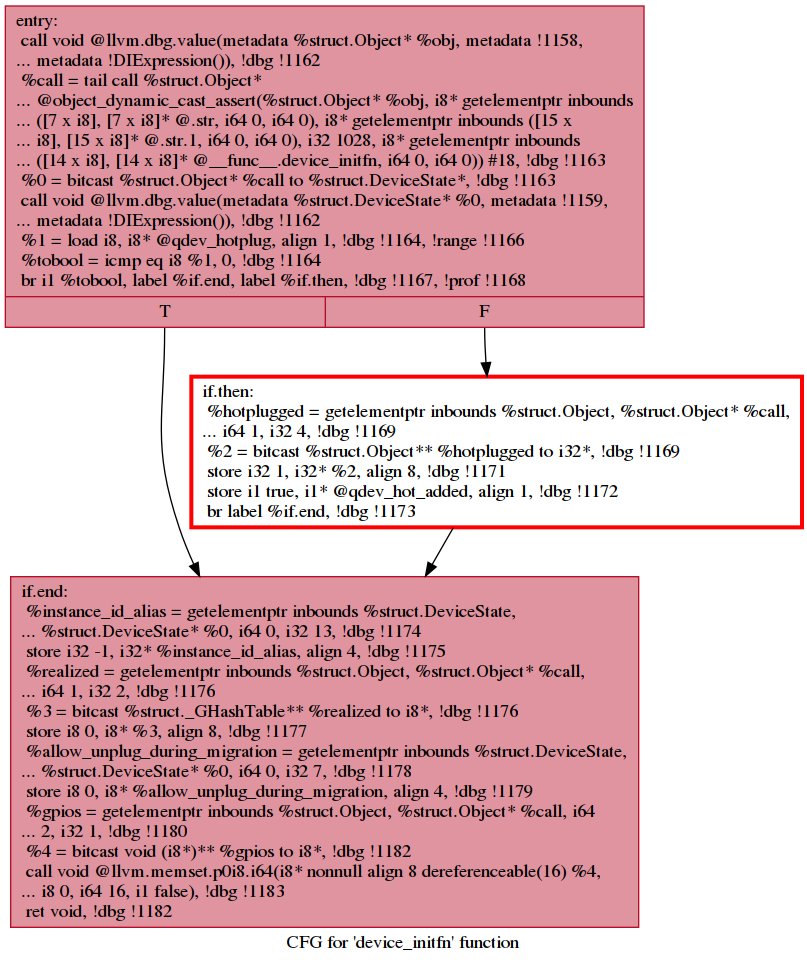 entry:
call void @llvm.dbg.value(metadata %struct.Object* %obj, metadata !1158,
... metadata !DIExpression()), !dbg !1162
%call = tail call %struct.Object*
... @object_dynamic_cast_assert(%struct.Object* %obj, i8* getelementptr inbounds
... ([7 x i8], [7 x i8]* @.str, i64 0, i64 0), i8* getelementptr inbounds ([15 x
... i8], [15 x i8]* @.str.1, i64 0, i64 0), i32 1028, i8* getelementptr inbounds
... ([14 x i8], [14 x i8]* @__func__.device_initfn, i64 0, i64 0)) #18, !dbg !1163
%0 = bitcast %struct.Object* %call to %struct.DeviceState*, !dbg !1163
call void @llvm.dbg.value(metadata %struct.DeviceState* %0, metadata !1159,
... metadata !DIExpression()), !dbg !1162
%1 = load i8, i8* @qdev_hotplug, align 1, !dbg !1164, !range !1166
%tobool = icmp eq i8 %1, 0, !dbg !1164
br i1 %tobool, label %if.end, label %if.then, !dbg !1167, !prof !1168
T
F
if.then:
%hotplugged = getelementptr inbounds %struct.Object, %struct.Object* %call,
... i64 1, i32 4, !dbg !1169
%2 = bitcast %struct.Object** %hotplugged to i32*, !dbg !1169
store i32 1, i32* %2, align 8, !dbg !1171
store i1 true, i1* @qdev_hot_added, align 1, !dbg !1172
br label %if.end, !dbg !1173
if.end:
%instance_id_alias = getelementptr inbounds %struct.DeviceState,
... %struct.DeviceState* %0, i64 0, i32 13, !dbg !1174
store i32 -1, i32* %instance_id_alias, align 4, !dbg !1175
%realized = getelementptr inbounds %struct.Object, %struct.Object* %call,
... i64 1, i32 2, !dbg !1176
%3 = bitcast %struct._GHashTable** %realized to i8*, !dbg !1176
store i8 0, i8* %3, align 8, !dbg !1177
%allow_unplug_during_migration = getelementptr inbounds %struct.DeviceState,
... %struct.DeviceState* %0, i64 0, i32 7, !dbg !1178
store i8 0, i8* %allow_unplug_during_migration, align 4, !dbg !1179
%gpios = getelementptr inbounds %struct.Object, %struct.Object* %call, i64
... 2, i32 1, !dbg !1180
%4 = bitcast void (i8*)** %gpios to i8*, !dbg !1182
call void @llvm.memset.p0i8.i64(i8* nonnull align 8 dereferenceable(16) %4,
... i8 0, i64 16, i1 false), !dbg !1183
ret void, !dbg !1182
CFG for 'device_initfn' function